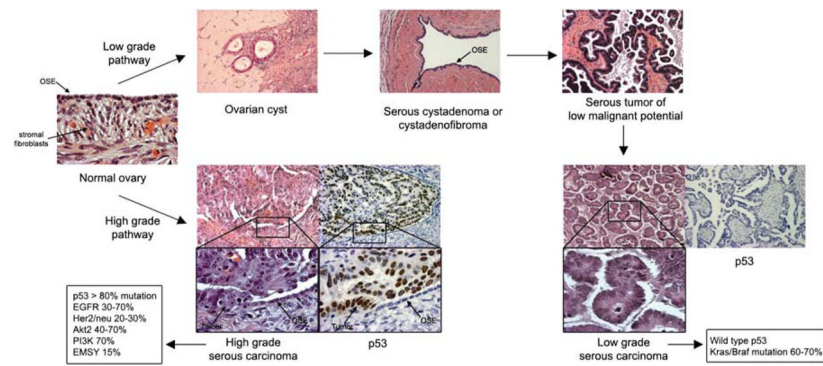 Low grade
pathway
OSE
stromal
fibroblasts
Normal ovary
Ovarian cyst
OSE
Serous cystadenoma or
cystadenofibroma
Serous tumor of
low malignant potential
High grade
pathway
Tumor
OSE
High grade
serous carcinoma
Tumor
OSE
p53
p53 > 80% mutation
EGFR 30-70%
Her2/neu 20-30%
Akt2 40-70%
PI3K 70%
EMSY 15%
p53
Low grade
serous carcinoma
Wild type p53
Kras/Braf mutation 60-70%